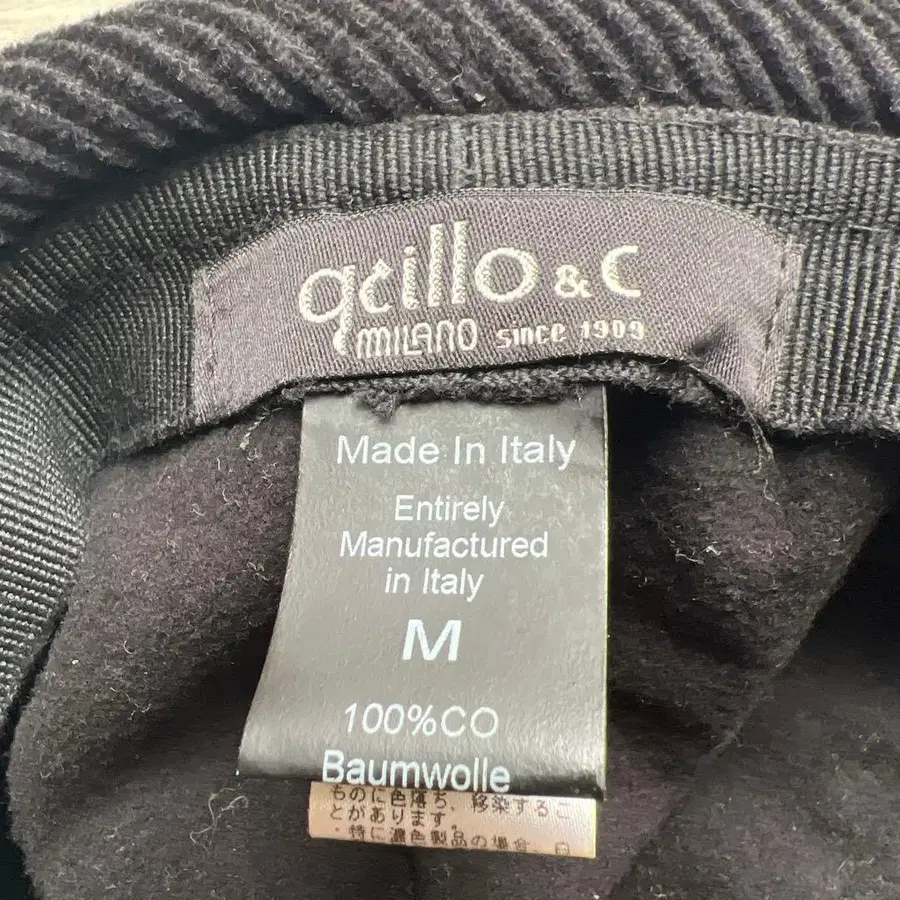 qcillo & C
MILANO since 1909
Made In Italy
Entirely
Manufactured
in Italy
M
100%CO
Baumwolle
ものに色落ち、移染するこ
とがあります。
・特に濃色製品の場合、